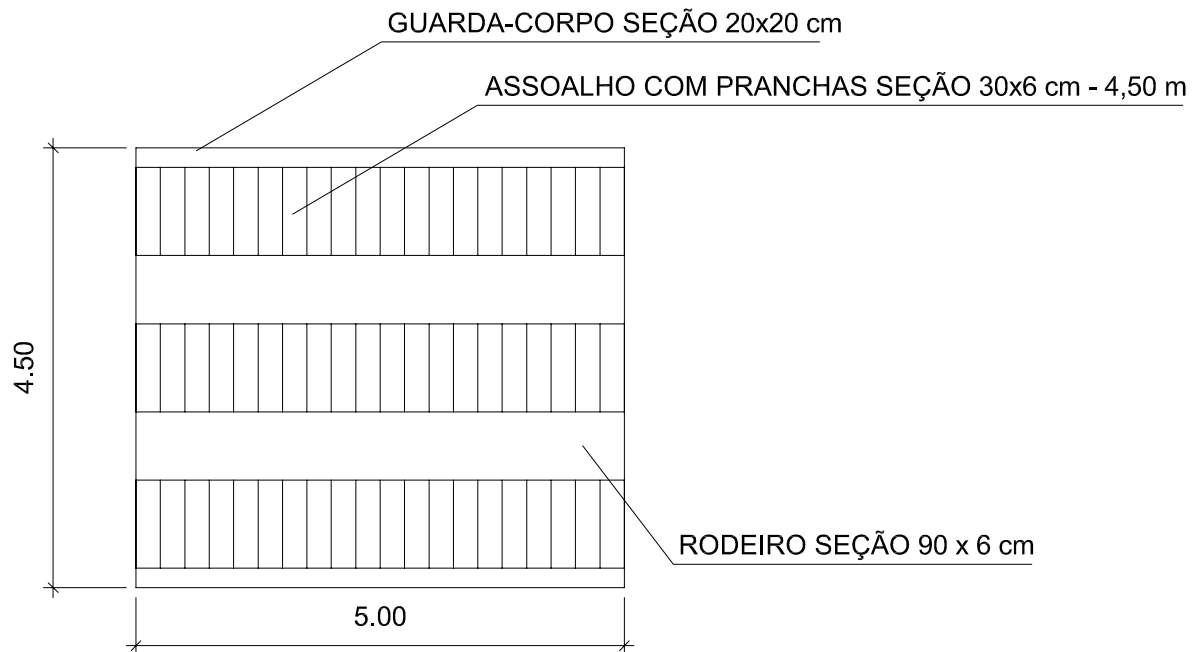 GUARDA-CORPO SEÇÃO 20x20 cm
ASSOALHO COM PRANCHAS SEÇÃO 30x6 cm - 4,50 m
4.50
RODEIRO SEÇÃO 90 x 6 cm
5.00